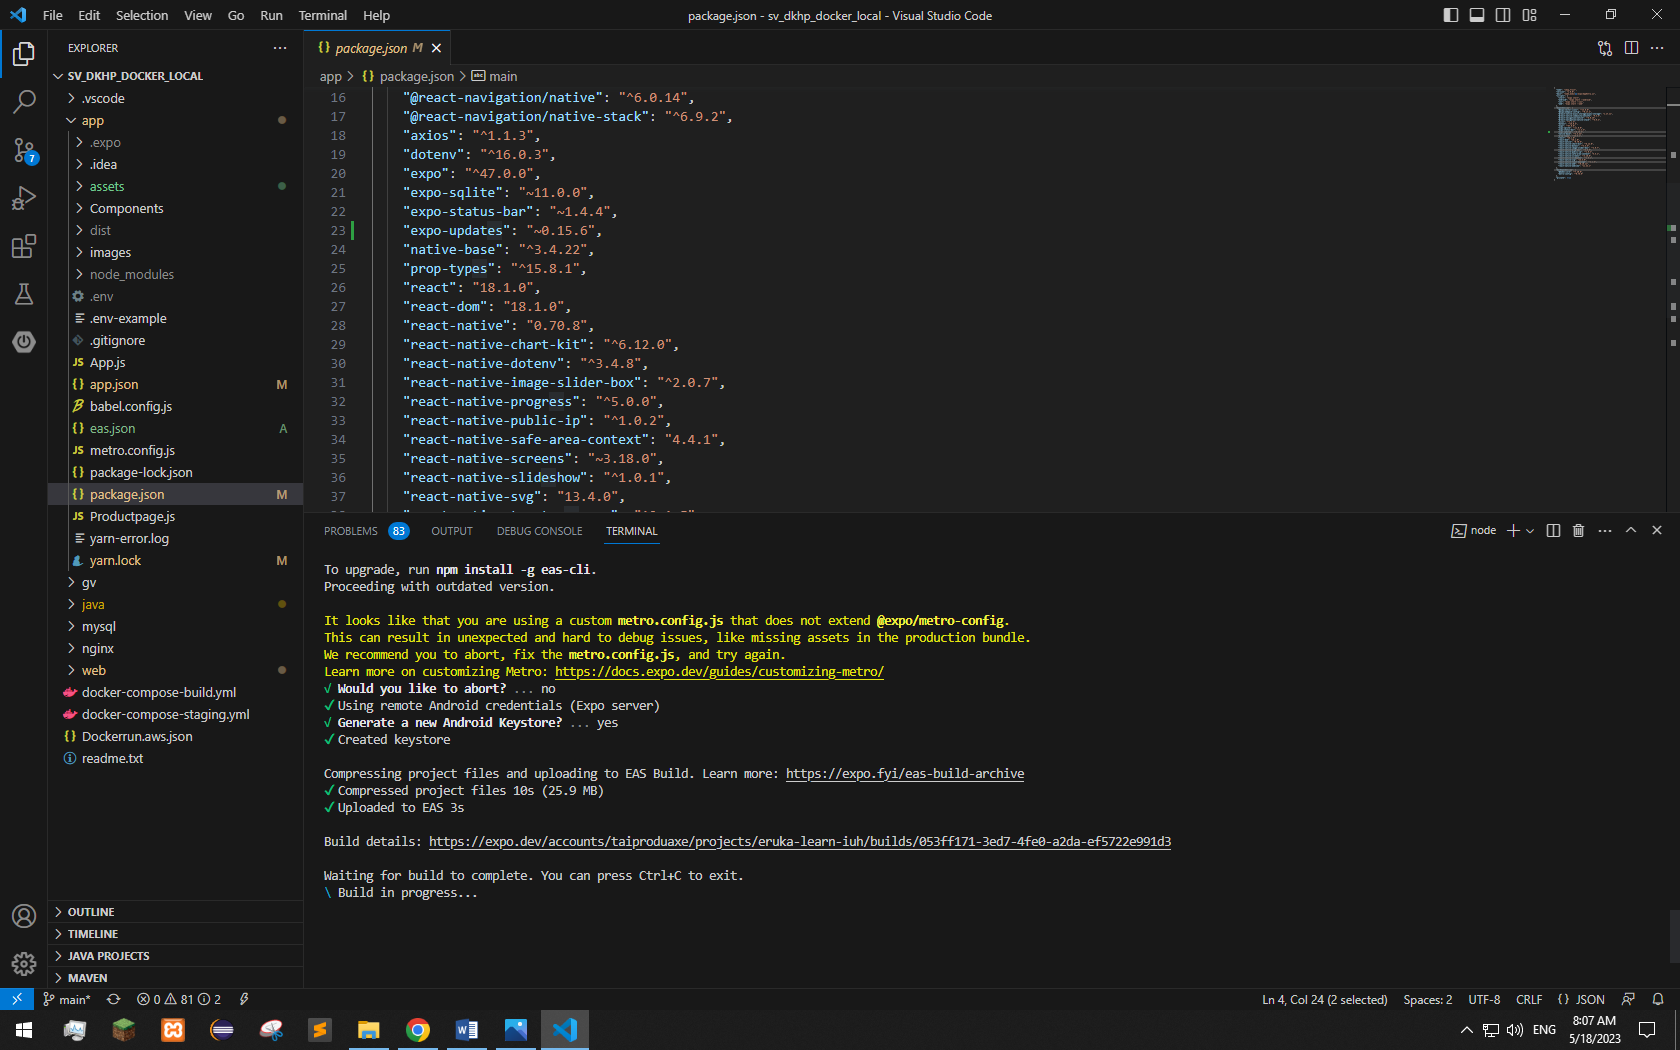 File Edit Selection View Go Run Terminal Help
package.json - sv_dkhp_docker_local - Visual Studio Code
EXPLORER
SV_DKHP_DOCKER_LOCAL
.vscode
app
.expo
.idea
assets
Components
dist
images
node_modules
.env
.env-example
.gitignore
App.js
app.json M
babel.config.js
eas.json A
metro.config.js
package-lock.json
package.json M
Productpage.js
yarn-error.log
yarn.lock M
gv
java
mysql
nginx
web
docker-compose-build.yml
docker-compose-staging.yml
Dockerrun.aws.json
readme.txt
OUTLINE
TIMELINE
JAVA PROJECTS
MAVEN
7
package.json M
app > package.json > main
16 "@react-navigation/native": "^6.0.14",
17 "@react-navigation/native-stack": "^6.9.2",
18 "axios": "^1.1.3",
19 "dotenv": "^16.0.3",
20 "expo": "^47.0.0",
21 "expo-sqlite": "~11.0.0",
22 "expo-status-bar": "~1.4.4",
23 "expo-updates": "~0.15.6",
24 "native-base": "^3.4.22",
25 "prop-types": "^15.8.1",
26 "react": "18.1.0",
27 "react-dom": "18.1.0",
28 "react-native": "0.70.8",
29 "react-native-chart-kit": "^6.12.0",
30 "react-native-dotenv": "^3.4.8",
31 "react-native-image-slider-box": "^2.0.7",
32 "react-native-progress": "^5.0.0",
33 "react-native-public-ip": "^1.0.2",
34 "react-native-safe-area-context": "4.4.1",
35 "react-native-screens": "~3.18.0",
36 "react-native-slideshow": "^1.0.1",
37 "react-native-svg": "13.4.0",
PROBLEMS 83 OUTPUT DEBUG CONSOLE TERMINAL
node
To upgrade, run npm install -g eas-cli.
Proceeding with outdated version.
It looks like that you are using a custom metro.config.js that does not extend @expo/metro-config.
This can result in unexpected and hard to debug issues, like missing assets in the production bundle.
We recommend you to abort, fix the metro.config.js, and try again.
Learn more on customizing Metro: https://docs.expo.dev/guides/customizing-metro/
√ Would you like to abort? ... no
✓ Using remote Android credentials (Expo server)
√ Generate a new Android Keystore? ... yes
✓ Created keystore
Compressing project files and uploading to EAS Build. Learn more: https://expo.fyi/eas-build-archive
✓ Compressed project files 10s (25.9 MB)
✓ Uploaded to EAS 3s
Build details: https://expo.dev/accounts/taiproduaxe/projects/eruka-learn-iuh/builds/053ff171-3ed7-4fe0-a2da-ef5722e991d3
Waiting for build to complete. You can press Ctrl+C to exit.
\ Build in progress...
main* 0 81 2
Ln 4, Col 24 (2 selected) Spaces: 2 UTF-8 CRLF {} JSON
ENG
8:07 AM
5/18/2023